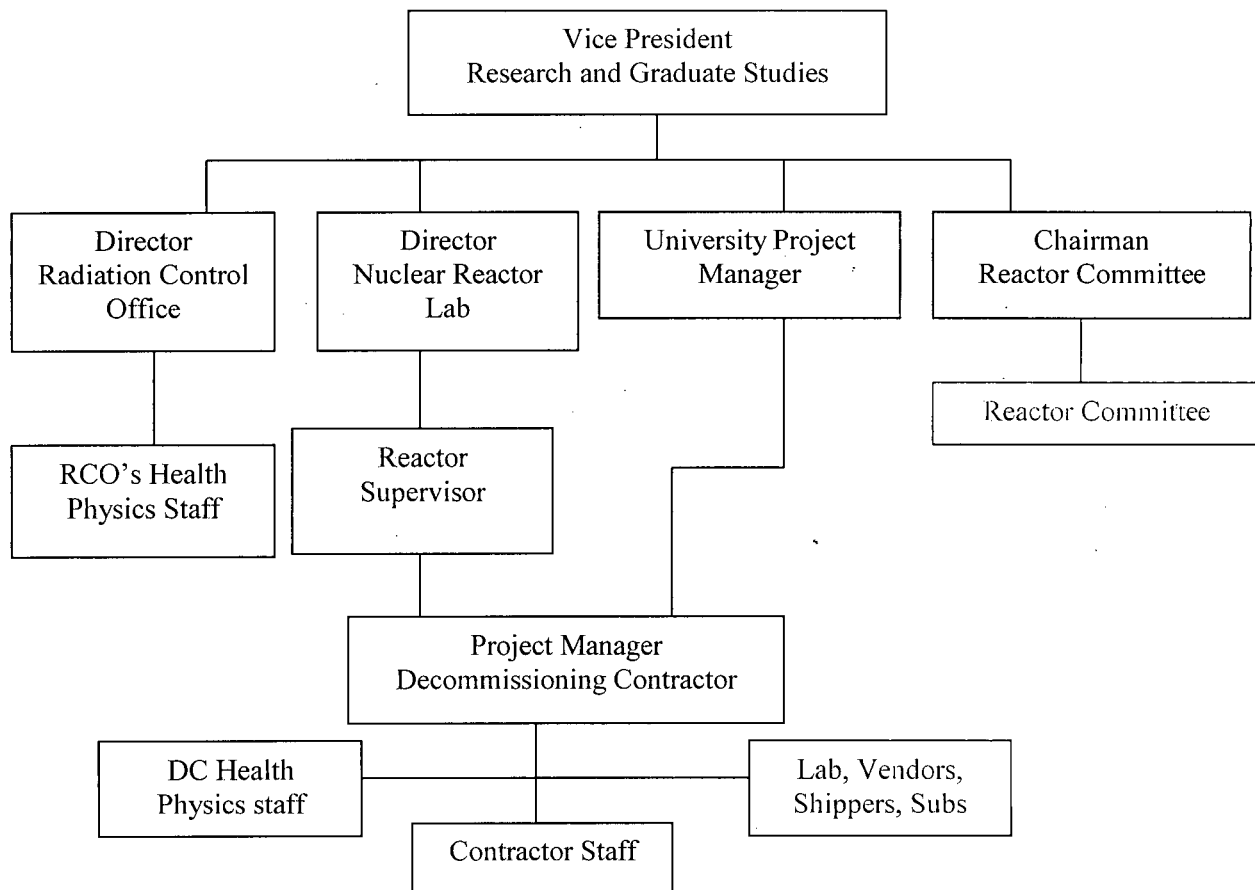 Vice President
Research and Graduate Studies
Director
Radiation Control
Office
Director
Nuclear Reactor
Lab
University Project
Manager
Chairman
Reactor Committee
Reactor Committee
RCO’s Health
Physics Staff
Reactor
Supervisor
Project Manager
Decommissioning Contractor
DC Health
Physics staff
Lab, Vendors,
Shippers, Subs
Contractor Staff